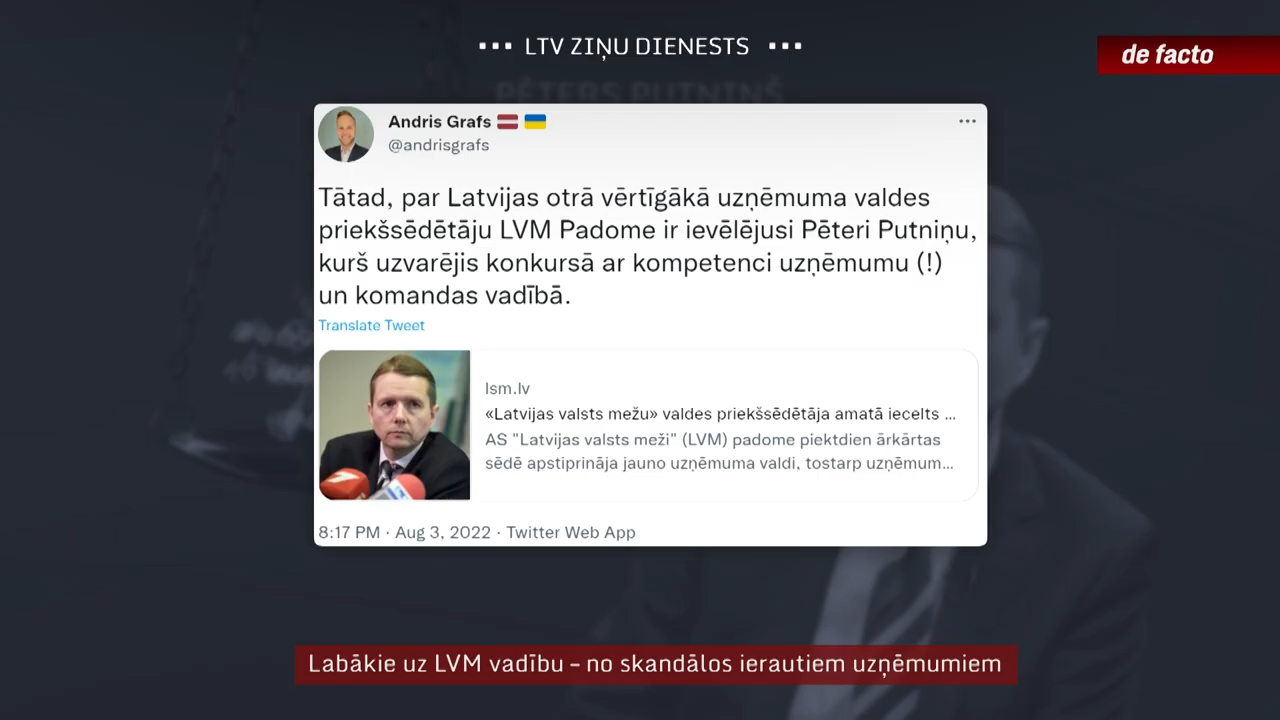 ••• LTV ZIŅU DIENESTS •••
de facto
PĒTERS PUTNIŅŠ
Andris Grafs
@andrisgrafs
Tātad, par Latvijas otrā vērtīgākā uzņēmuma valdes
priekšsēdētāju LVM Padome ir ievēlējusi Pēteri Putniņu,
kurš uzvarējis konkursā ar kompetenci uzņēmumu (!)
un komandas vadībā.
Translate Tweet
lsm.lv
«Latvijas valsts mežu» valdes priekšsēdētāja amatā iecelts ...
AS "Latvijas valsts meži" (LVM) padome piektdien ārkārtas
sēdē apstiprināja jauno uzņēmuma valdi, tostarp uzņēmum...
8:17 PM · Aug 3, 2022 · Twitter Web App
Labākie uz LVM vadību – no skandālos ierautiem uzņēmumiem